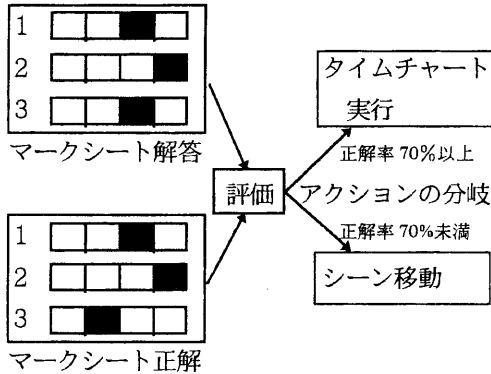 1
2
3
マークシート解答
1
2
3
マークシート正解
評価
タイムチャート
実行
正解率 70%以上
アクションの分岐
正解率 70%未満
シーン移動